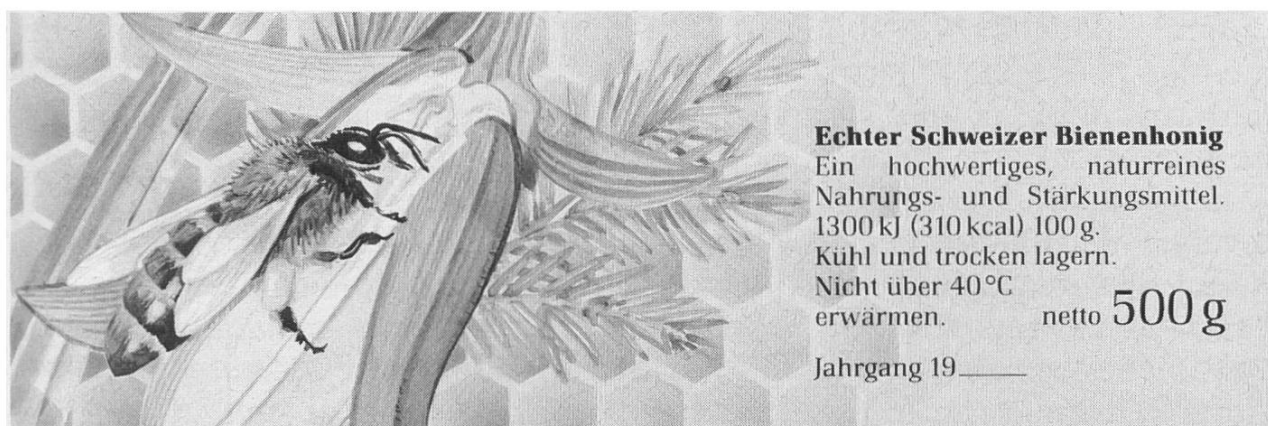 Echter Schweizer Bienenhonig
Ein hochwertiges, naturreines
Nahrungs- und Stärkungsmittel.
1300 kJ (310 kcal) 100 g.
Kühl und trocken lagern.
Nicht über 40 °C
erwärmen. netto 500 g
Jahrgang 19____